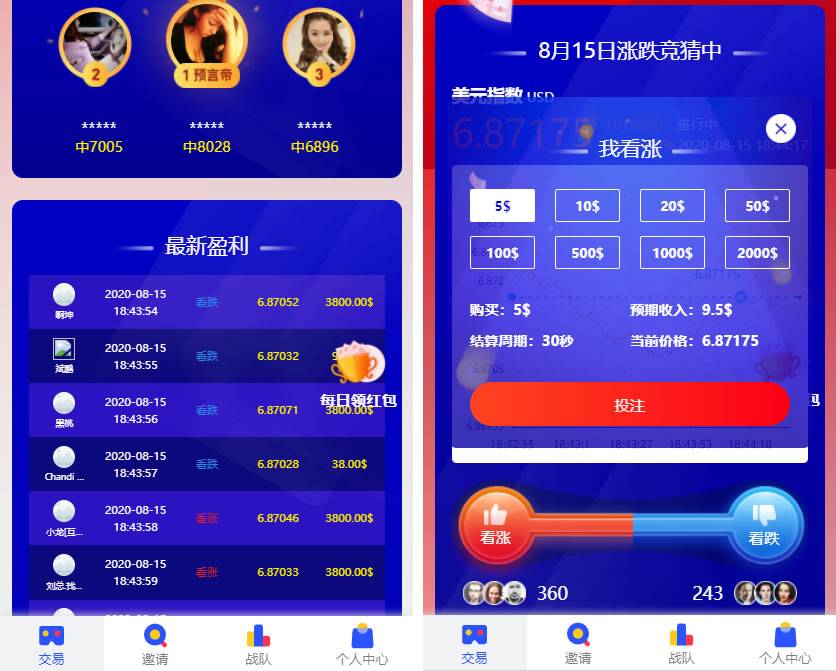 2
1 预言帝
3
*****
*****
*****
中7005
中8028
中6896
最新盈利
啊坤
2020-08-15
18:43:54
看跌
6.87052
3800.00$
斌鹏
2020-08-15
18:43:55
看跌
6.87032
每日领红包
黑桃
2020-08-15
18:43:56
看跌
6.87071
3800.00$
Chandi ...
2020-08-15
18:43:57
看跌
6.87028
38.00$
小龙[互...
2020-08-15
18:43:58
看涨
6.87046
3800.00$
刘总.找...
2020-08-15
18:43:59
看涨
6.87033
3800.00$
交易
邀请
战队
个人中心
8月15日涨跌竞猜中
美元指数 USD
6.87175
+0.00005
进行中
2020-08-15 18:44:17
我看涨
5$
10$
20$
50$
100$
500$
1000$
2000$
6.872
6.87175
购买：5$
预期收入：9.5$
结算周期：30秒
当前价格：6.87175
6.8705
投注
包
18:42:35
18:43:1
18:43:27
18:43:53
18:44:18
看涨
看跌
360
243
交易
邀请
战队
个人中心